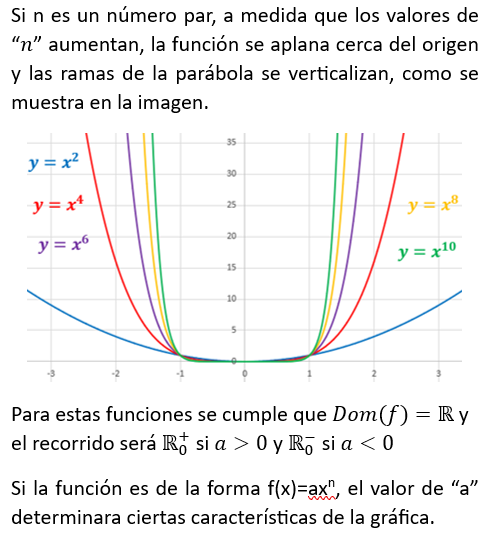 Si n es un número par, a medida que los valores de
“n” aumentan, la función se aplana cerca del origen
y las ramas de la parábola se verticalizan, como se
muestra en la imagen.
35
y = x²
30
y = x⁴
25
y = x⁸
y = x⁶
20
y = x¹⁰
15
10
5
0
-3 -2 -1 0 1 2 3
Para estas funciones se cumple que Dom(f) = ℝ y
el recorrido será ℝ₀⁺ si a > 0 y ℝ₀⁻ si a < 0
Si la función es de la forma f(x)=axⁿ, el valor de “a”
determinara ciertas características de la gráfica.